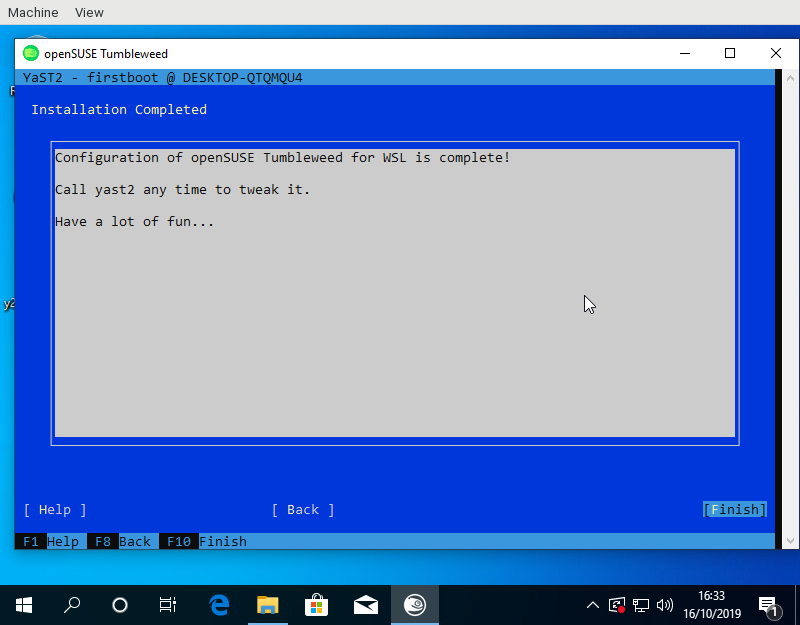 Machine View
openSUSE Tumbleweed
YaST2 - firstboot @ DESKTOP-QTQMQU4
Installation Completed
Configuration of openSUSE Tumbleweed for WSL is complete!
Call yast2 any time to tweak it.
Have a lot of fun...
y2
[ Help ] [ Back ] [Finish]
F1 Help F8 Back F10 Finish
16:33
16/10/2019
1